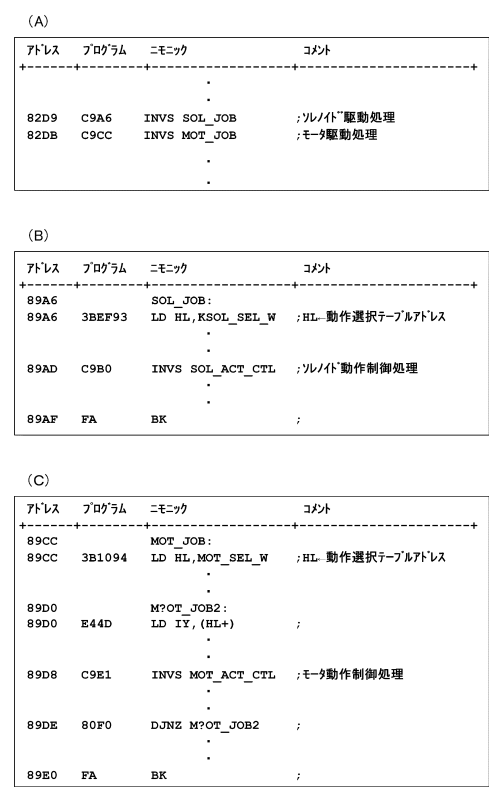 (A)
アドレス プログラム ニモニック コメント
+------+--------+-----------------+---------------------+
・
・
82D9 C9A6 INVS SOL_JOB ;ソレノイド駆動処理
82DB C9CC INVS MOT_JOB ;モータ駆動処理
・
・
(B)
アドレス プログラム ニモニック コメント
+------+--------+-----------------+---------------------+
89A6 SOL_JOB:
89A6 3BEF93 LD HL,KSOL_SEL_W ;HL←動作選択テーブルアドレス
・
・
89AD C9B0 INVS SOL_ACT_CTL ;ソレノイド動作制御処理
・
・
89AF FA BK ;
(C)
アドレス プログラム ニモニック コメント
+------+--------+-----------------+---------------------+
89CC MOT_JOB:
89CC 3B1094 LD HL,MOT_SEL_W ;HL←動作選択テーブルアドレス
・
・
89D0 M?OT_JOB2:
89D0 E44D LD IY,(HL+) ;
・
・
89D8 C9E1 INVS MOT_ACT_CTL ;モータ動作制御処理
・
・
89DE 80F0 DJNZ M?OT_JOB2 ;
・
・
89E0 FA BK ;